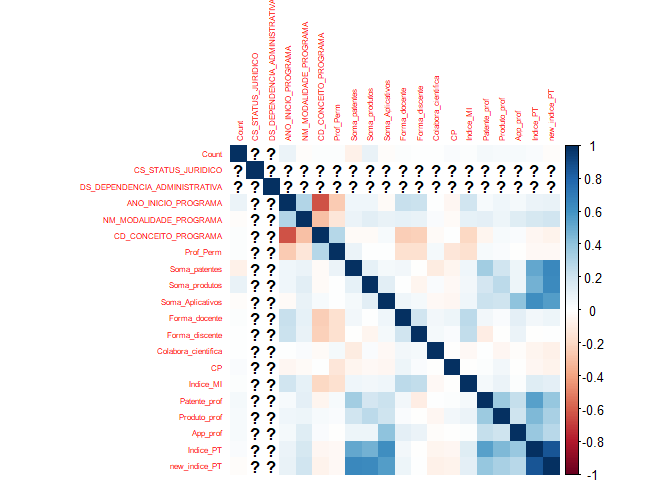 Count
CS_STATUS_JURIDICO
DS_DEPENDENCIA_ADMINISTRATIVA
ANO_INICIO_PROGRAMA
NM_MODALIDADE_PROGRAMA
CD_CONCEITO_PROGRAMA
Prof_Perm
Soma_patentes
Soma_produtos
Soma_Aplicativos
Forma_docente
Forma_discente
Colabora_cientifica
CP
Indice_MI
Patente_prof
Produto_prof
App_prof
Indice_PT
new_indice_PT
Count ? ?
CS_STATUS_JURIDICO ? ? ? ? ? ? ? ? ? ? ? ? ? ? ? ? ? ? ?
DS_DEPENDENCIA_ADMINISTRATIVA ? ? ? ? ? ? ? ? ? ? ? ? ? ? ? ? ? ? ?
ANO_INICIO_PROGRAMA ? ?
NM_MODALIDADE_PROGRAMA ? ?
CD_CONCEITO_PROGRAMA ? ?
Prof_Perm ? ?
Soma_patentes ? ?
Soma_produtos ? ?
Soma_Aplicativos ? ?
Forma_docente ? ?
Forma_discente ? ?
Colabora_cientifica ? ?
CP ? ?
Indice_MI ? ?
Patente_prof ? ?
Produto_prof ? ?
App_prof ? ?
Indice_PT ? ?
new_indice_PT ? ?
1
0.8
0.6
0.4
0.2
0
-0.2
-0.4
-0.6
-0.8
-1